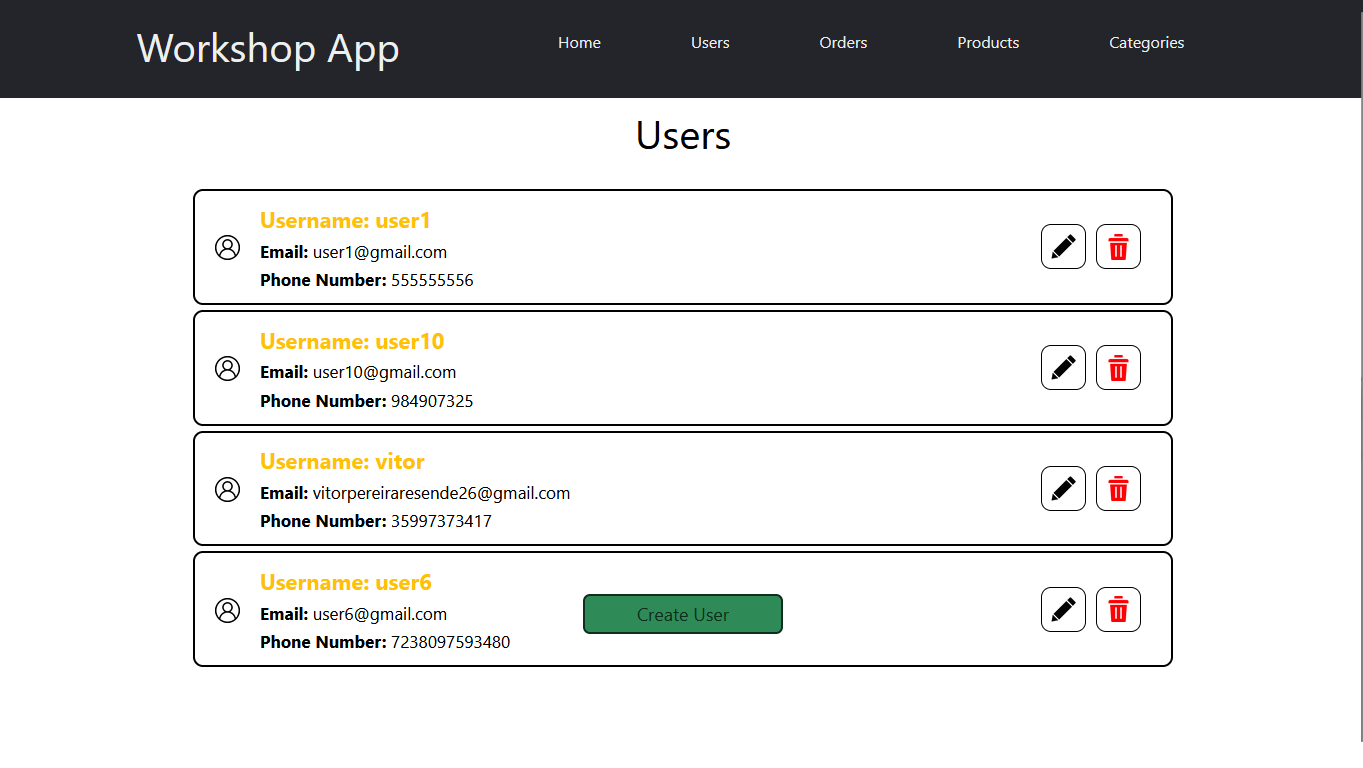 Workshop App
Home Users Orders Products Categories
Users
Username: user1
Email: user1@gmail.com
Phone Number: 555555556
Username: user10
Email: user10@gmail.com
Phone Number: 984907325
Username: vitor
Email: vitorpereiraresende26@gmail.com
Phone Number: 35997373417
Username: user6
Email: user6@gmail.com
Phone Number: 7238097593480
Create User